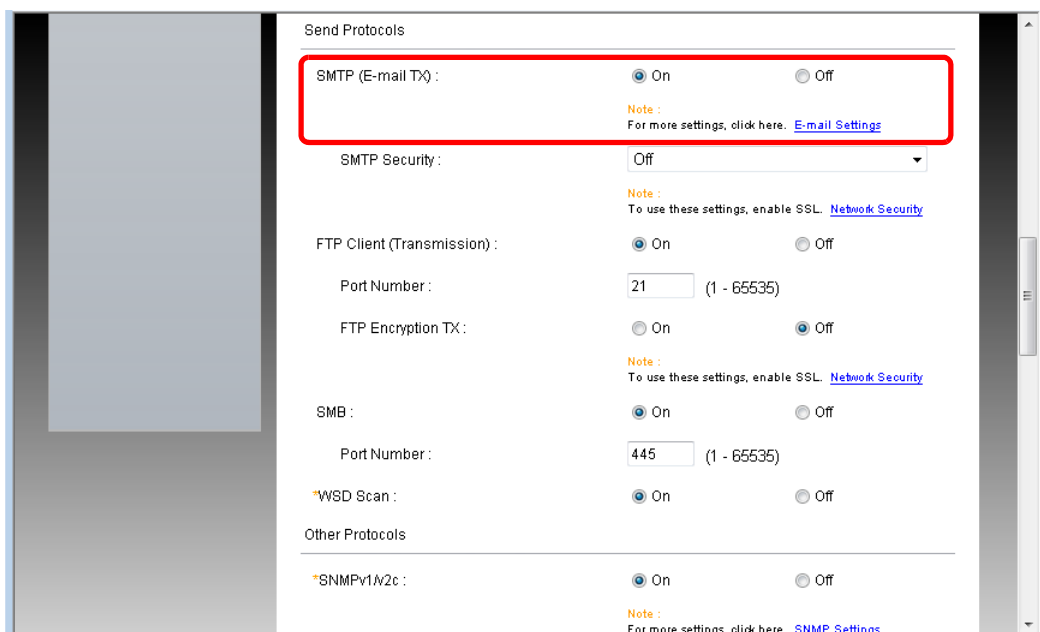 Send Protocols
SMTP (E-mail TX) : On Off
Note :
For more settings, click here. E-mail Settings
SMTP Security : Off
Note :
To use these settings, enable SSL. Network Security
FTP Client (Transmission) : On Off
Port Number : 21 (1 - 65535)
FTP Encryption TX : On Off
Note :
To use these settings, enable SSL. Network Security
SMB : On Off
Port Number : 445 (1 - 65535)
*WSD Scan : On Off
Other Protocols
*SNMPv1/v2c : On Off
Note :
For more settings, click here. SNMP Settings